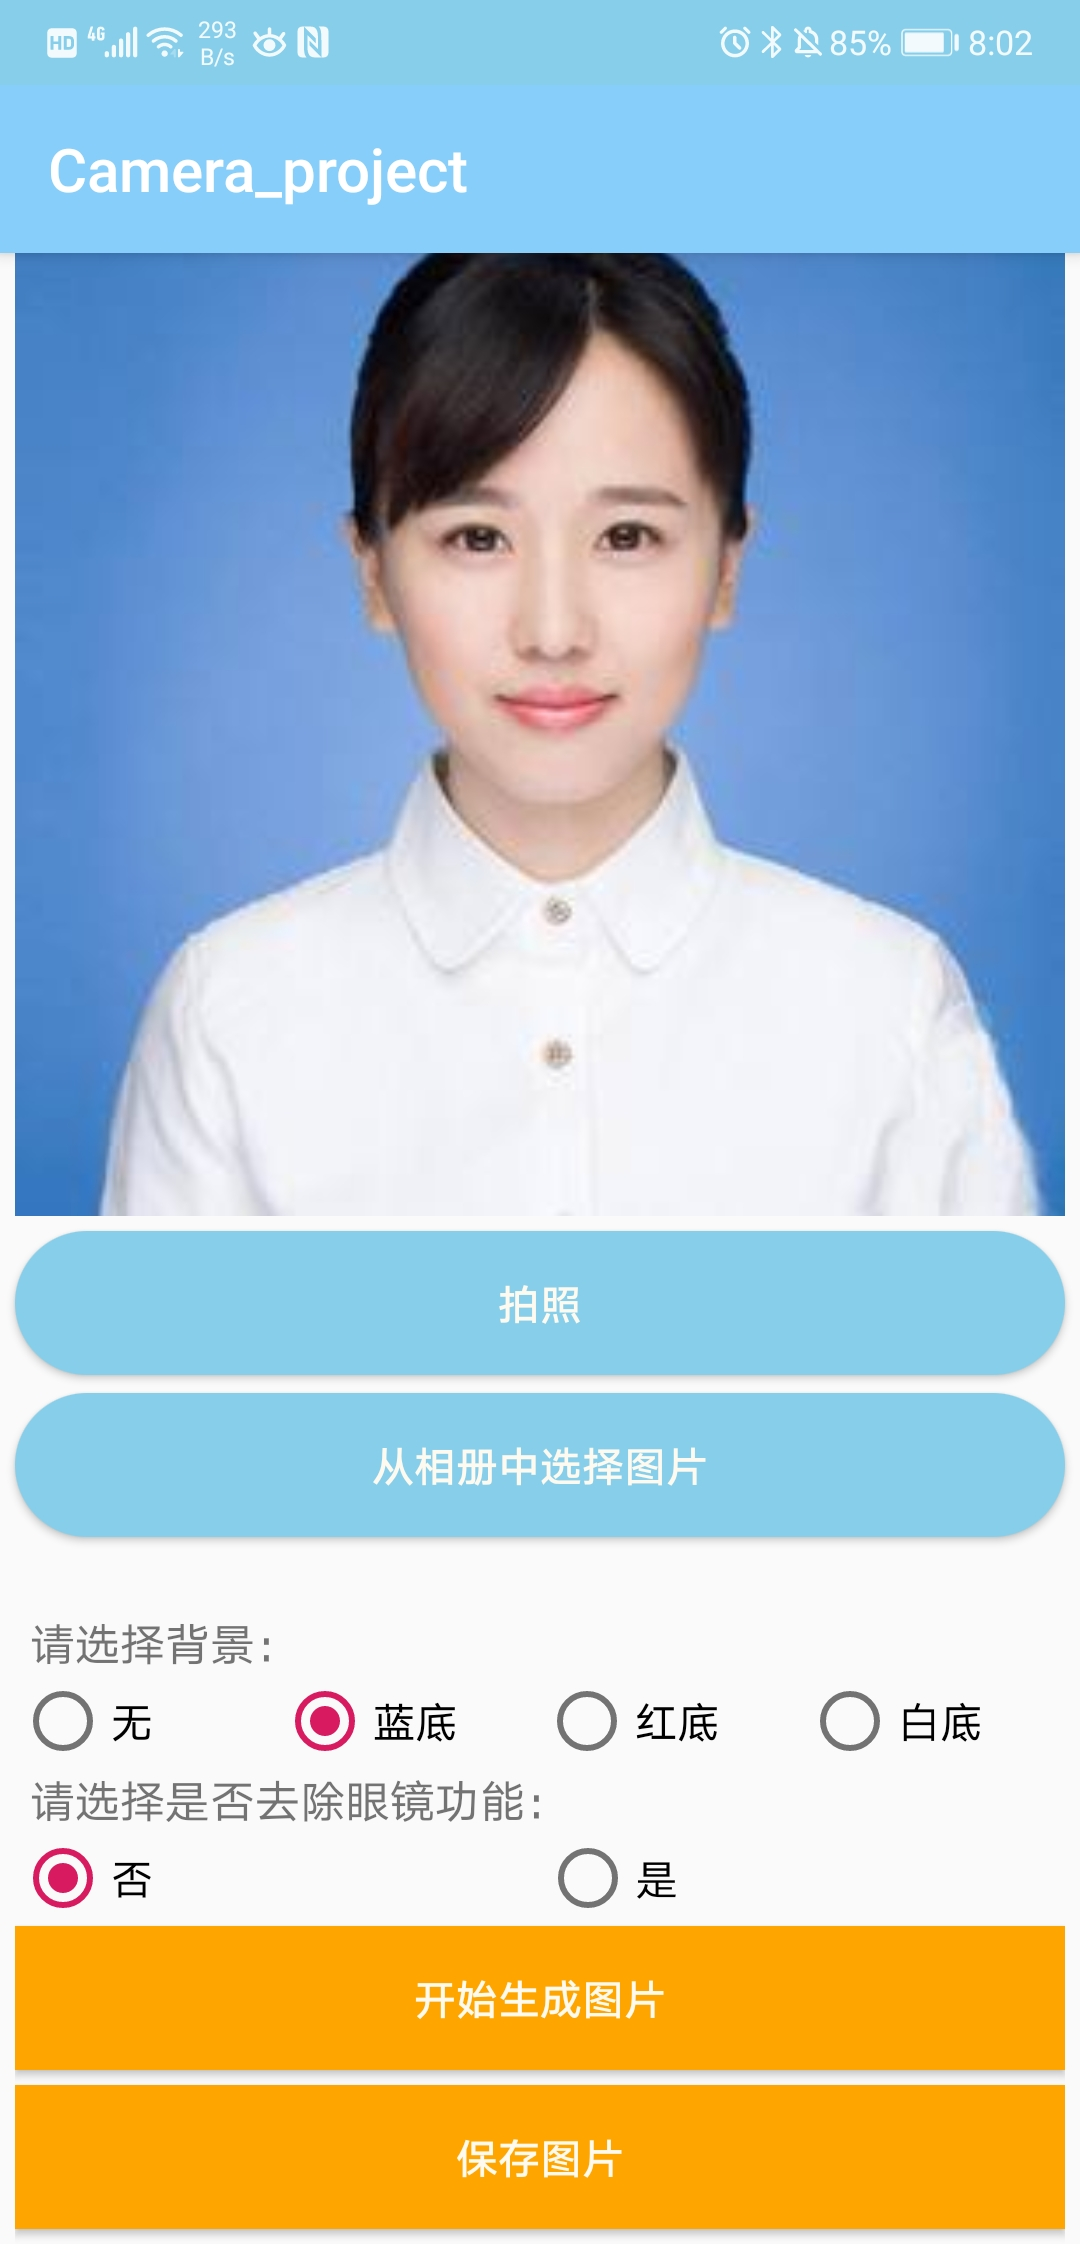 HD 4G 293 B/s 85% 8:02
Camera_project
拍照
从相册中选择图片
请选择背景:
无 蓝底 红底 白底
请选择是否去除眼镜功能:
否 是
开始生成图片
保存图片